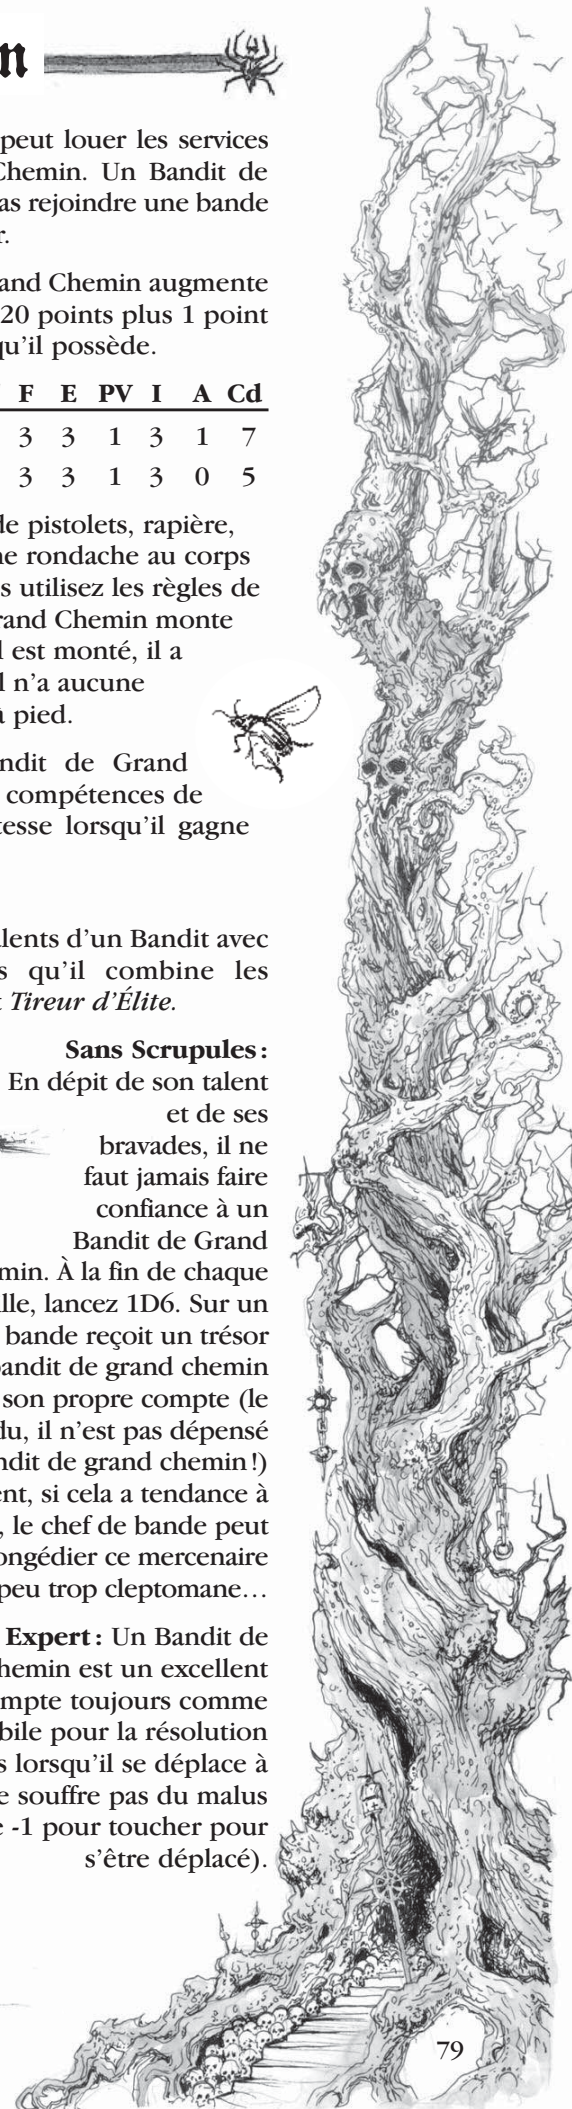 n
peut louer les services
Chemin. Un Bandit de
as rejoindre une bande
r.
and Chemin augmente
20 points plus 1 point
qu'il possède.
F E PV I A Cd
3 3 1 3 1 7
3 3 1 3 0 5
de pistolets, rapière,
ne rondache au corps
s utilisez les règles de
rand Chemin monte
l est monté, il a
l n'a aucune
à pied.
ndit de Grand
compétences de
tesse lorsqu'il gagne
alents d'un Bandit avec
s qu'il combine les
t Tireur d'Élite.
Sans Scrupules :
En dépit de son talent
et de ses
bravades, il ne
faut jamais faire
confiance à un
Bandit de Grand
min. À la fin de chaque
ille, lancez 1D6. Sur un
bande reçoit un trésor
bandit de grand chemin
son propre compte (le
du, il n'est pas dépensé
ndit de grand chemin !)
ent, si cela a tendance à
, le chef de bande peut
ongédier ce mercenaire
peu trop cleptomane…
Expert : Un Bandit de
hemin est un excellent
ompte toujours comme
bile pour la résolution
s lorsqu'il se déplace à
e souffre pas du malus
e -1 pour toucher pour
s'être déplacé).
79